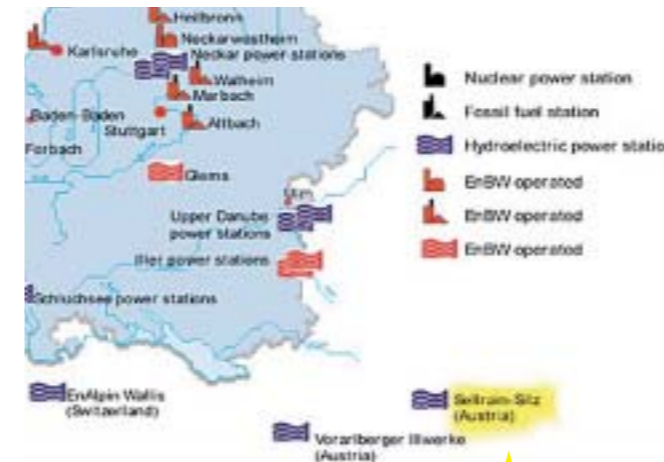 Heilbronn
Neckarwestheim
Karlsruhe
Neckar power stations
Walheim
Marbach
Baden-Baden
Stuttgart
Altbach
Forbach
Glems
Ulm
Upper Danube
power stations
Iller power stations
Schluchsee power stations
EnAlpin Wallis
(Switzerland)
Vorarlberger Illwerke
(Austria)
Sellrain-Silz
(Austria)
Nuclear power station
Fossil fuel station
Hydroelectric power statio
EnBW-operated
EnBW-operated
EnBW-operated